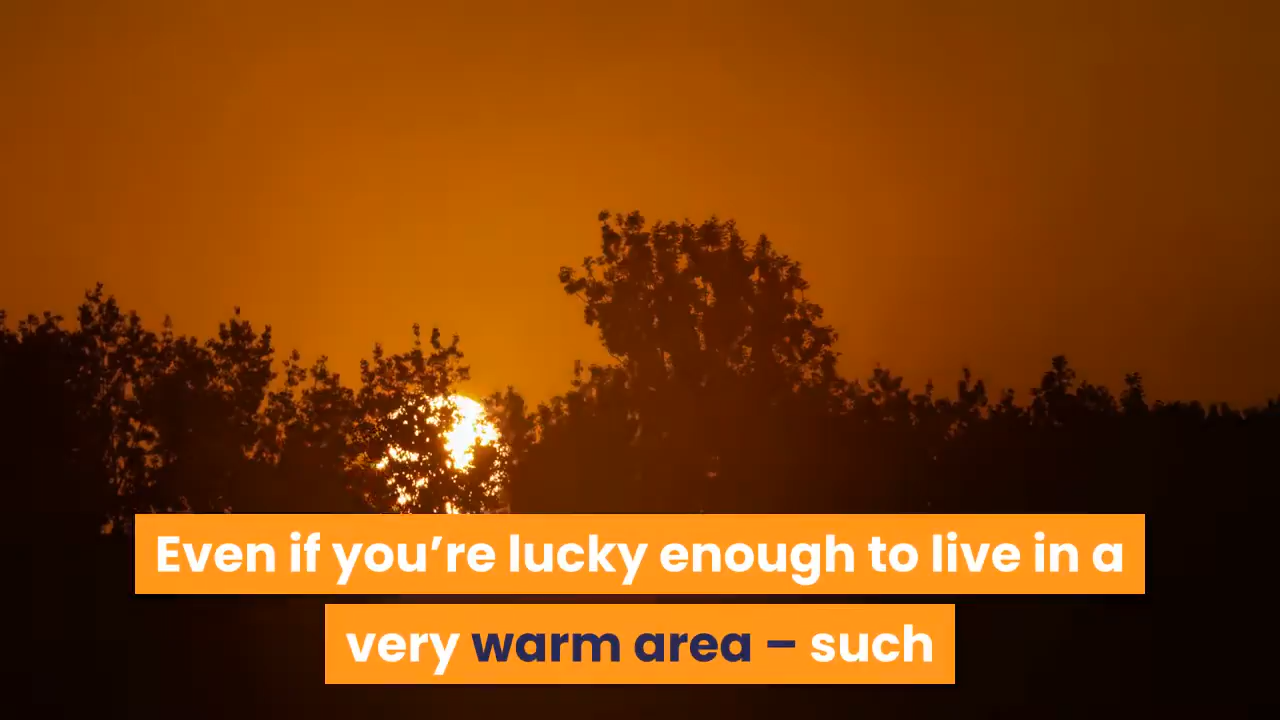 Even if you’re lucky enough to live in a
very warm area – such